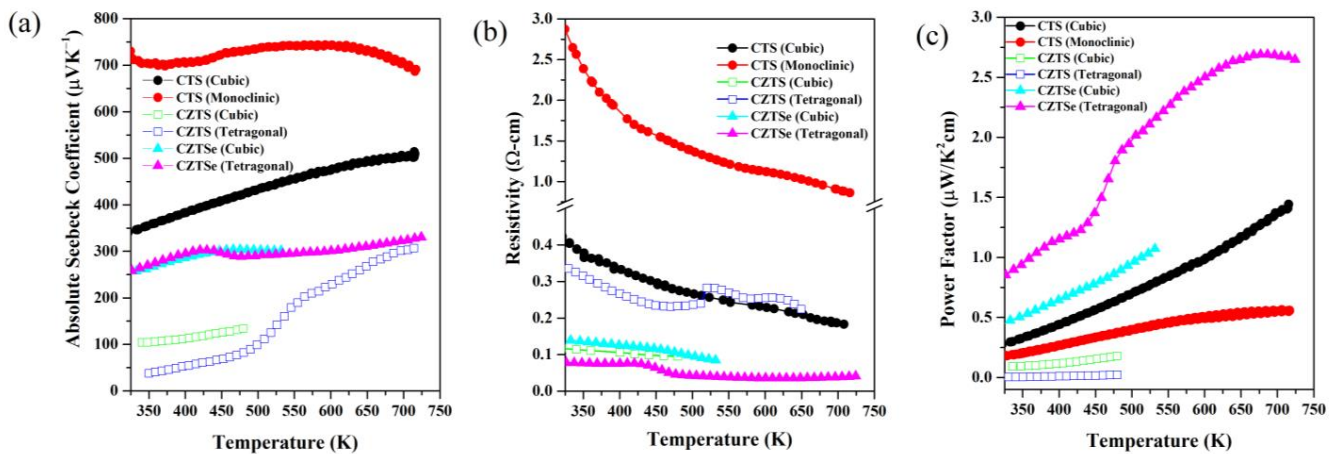 (a)
800
700
600
500
400
300
200
100
0
Absolute Seebeck Coefficient (μVK⁻¹)
CTS (Cubic)
CTS (Monoclinic)
CZTS (Cubic)
CZTS (Tetragonal)
CZTSe (Cubic)
CZTSe (Tetragonal)
350 400 450 500 550 600 650 700 750
Temperature (K)
(b)
3.0
2.5
2.0
1.5
1.0
0.4
0.3
0.2
0.1
0.0
Resistivity (Ω-cm)
CTS (Cubic)
CTS (Monoclinic)
CZTS (Cubic)
CZTS (Tetragonal)
CZTSe (Cubic)
CZTSe (Tetragonal)
350 400 450 500 550 600 650 700 750
Temperature (K)
(c)
3.0
2.5
2.0
1.5
1.0
0.5
0.0
Power Factor (μW/K²cm)
CTS (Cubic)
CTS (Monoclinic)
CZTS (Cubic)
CZTS (Tetragonal)
CZTSe (Cubic)
CZTSe (Tetragonal)
350 400 450 500 550 600 650 700 750
Temperature (K)